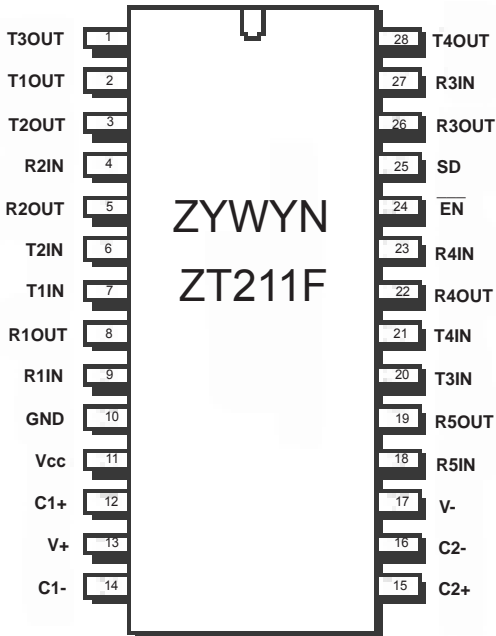 T3OUT 1 28 T4OUT
T1OUT 2 27 R3IN
T2OUT 3 26 R3OUT
R2IN 4 25 SD
R2OUT 5 24 E̅N̅
T2IN 6 23 R4IN
T1IN 7 22 R4OUT
R1OUT 8 21 T4IN
R1IN 9 20 T3IN
GND 10 19 R5OUT
Vcc 11 18 R5IN
C1+ 12 17 V-
V+ 13 16 C2-
C1- 14 15 C2+
ZYWYN
ZT211F